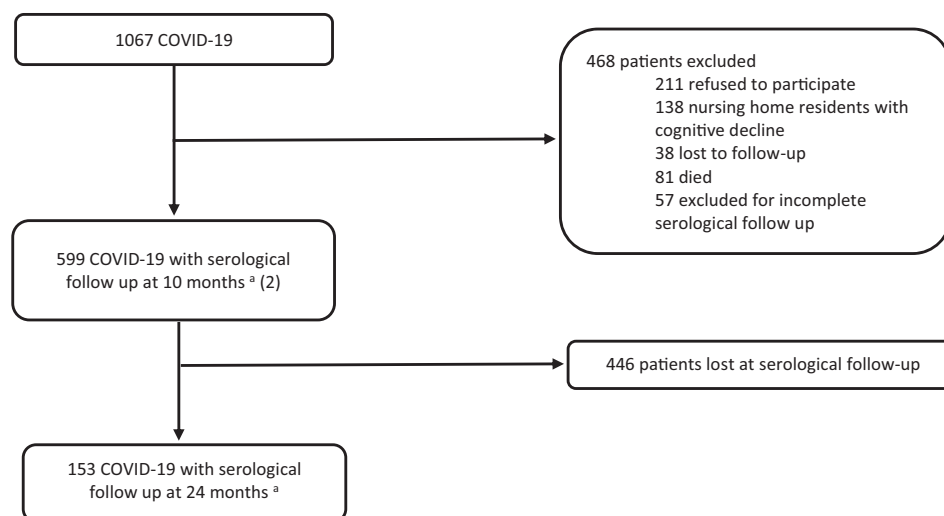 1067 COVID-19
468 patients excluded
211 refused to participate
138 nursing home residents with
cognitive decline
38 lost to follow-up
81 died
57 excluded for incomplete
serological follow up
599 COVID-19 with serological
follow up at 10 months ᵃ (2)
446 patients lost at serological follow-up
153 COVID-19 with serological
follow up at 24 months ᵃ